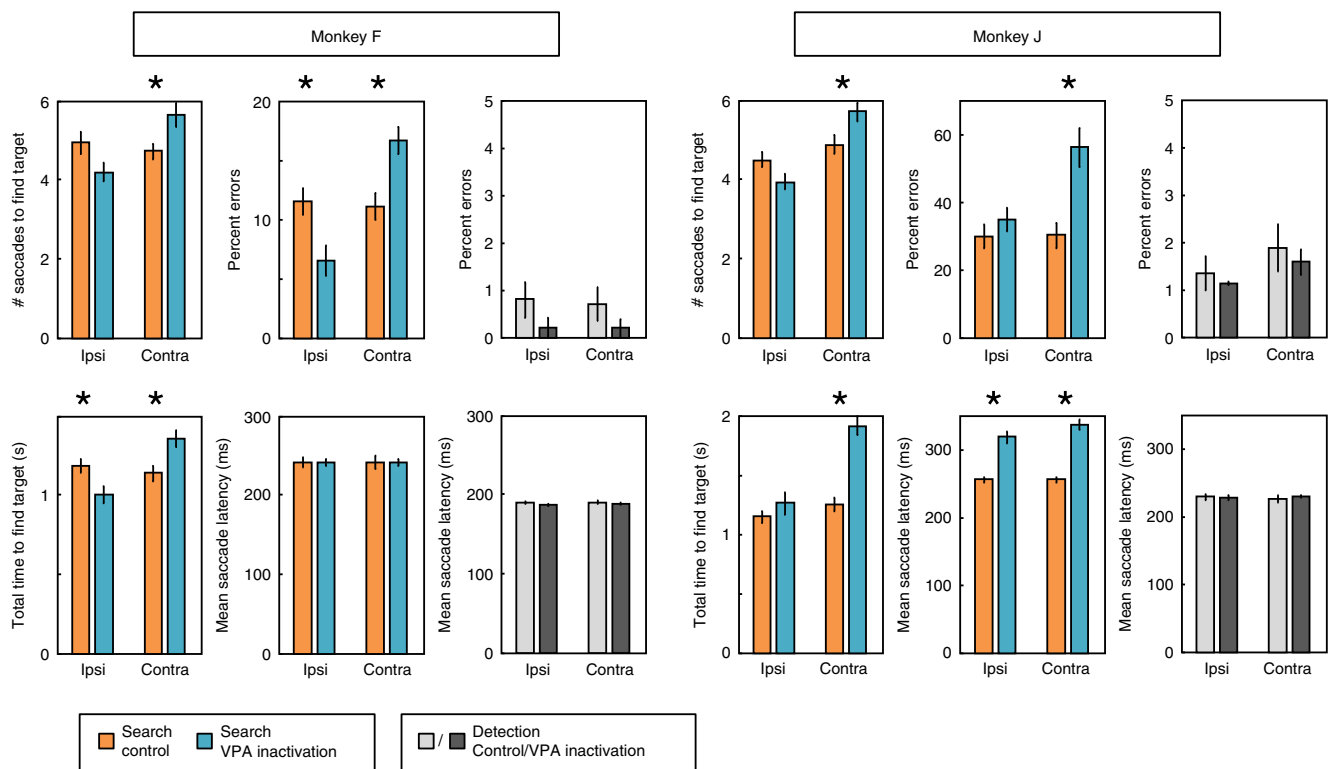 Monkey F
Monkey J
*
* *
*
*
# saccades to find target
6
4
2
0
Ipsi Contra
Percent errors
20
10
0
Ipsi Contra
Percent errors
5
4
3
2
1
0
Ipsi Contra
# saccades to find target
6
4
2
0
Ipsi Contra
Percent errors
60
40
20
0
Ipsi Contra
Percent errors
5
4
3
2
1
0
Ipsi Contra
* *
*
* *
Total time to find target (s)
1
0
Ipsi Contra
Mean saccade latency (ms)
300
200
100
0
Ipsi Contra
Mean saccade latency (ms)
300
200
100
0
Ipsi Contra
Total time to find target (s)
2
1
0
Ipsi Contra
Mean saccade latency (ms)
300
200
100
0
Ipsi Contra
Mean saccade latency (ms)
300
200
100
0
Ipsi Contra
Search control
Search VPA inactivation
/ Detection
Control/VPA inactivation